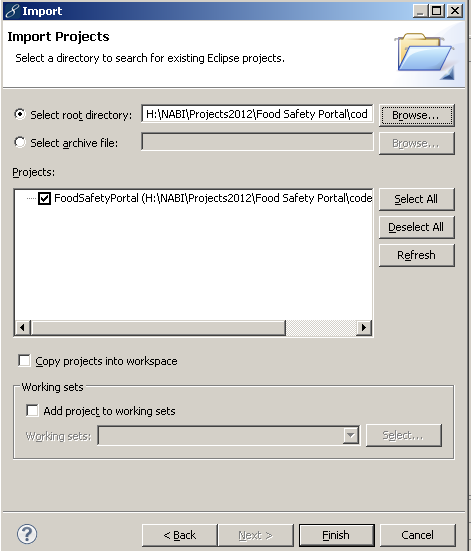 Import
Import Projects
Select a directory to search for existing Eclipse projects.
Select root directory: H:\NABI\Projects2012\Food Safety Portal\cod Browse...
Select archive file: Browse...
Projects:
FoodSafetyPortal (H:\NABI\Projects2012\Food Safety Portal\code Select All
Deselect All
Refresh
Copy projects into workspace
Working sets
Add project to working sets
Working sets: Select...
? < Back Next > Finish Cancel